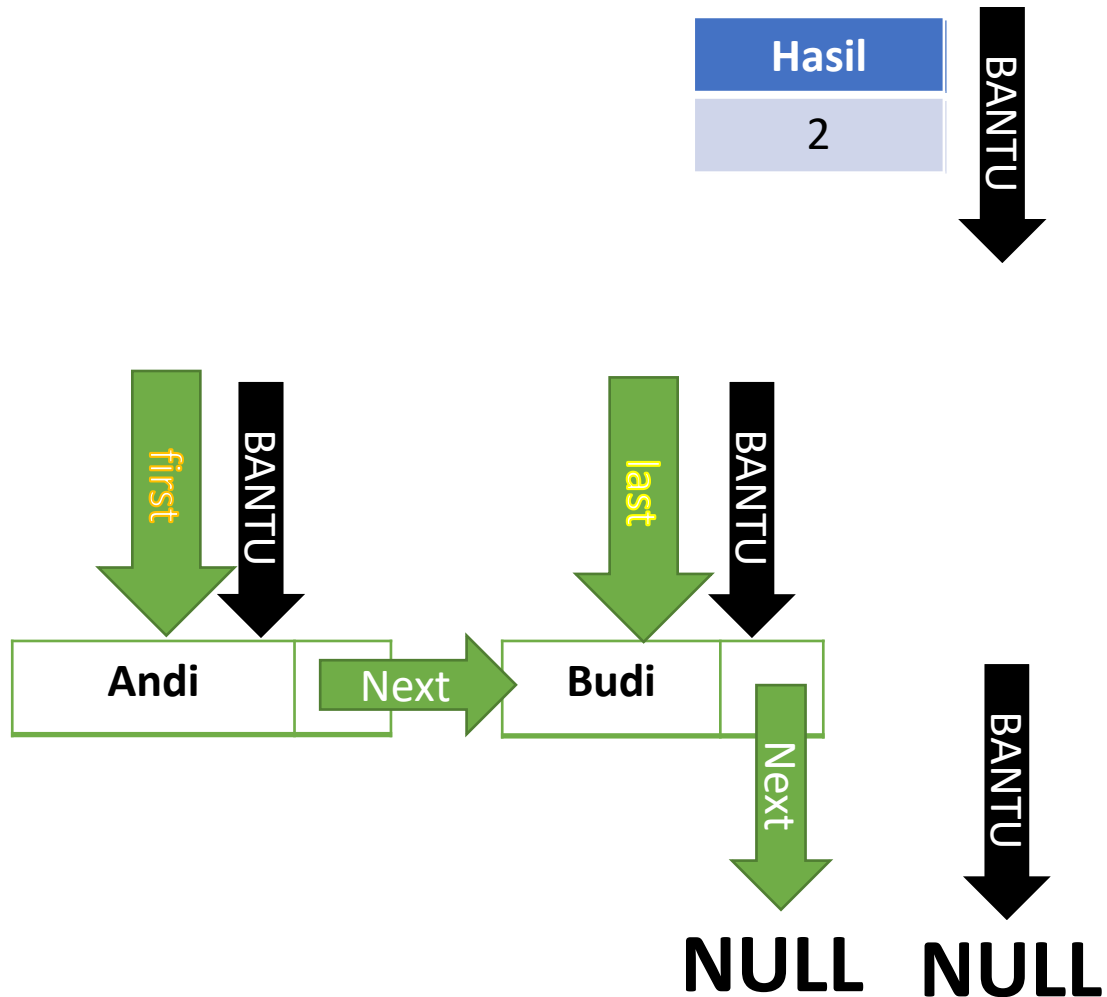 Hasil
BANTU
2
first
BANTU
last
BANTU
Andi
Next
Budi
Next
BANTU
NULL
NULL